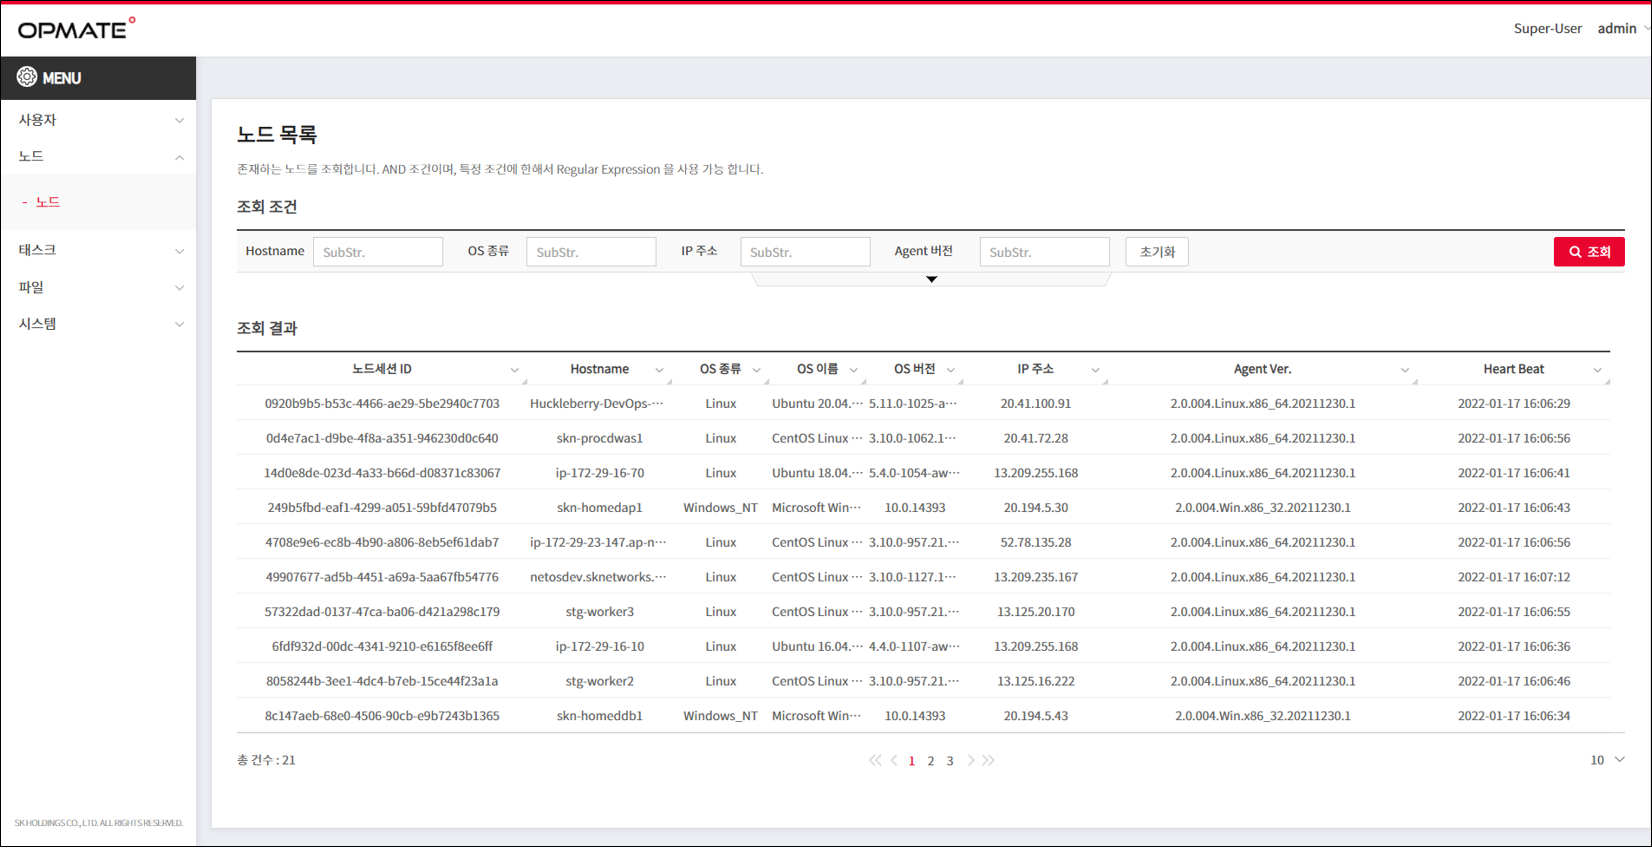 OPMATE
Super-User admin
MENU
사용자
노드
- 노드
태스크
파일
시스템
노드 목록
존재하는 노드를 조회합니다. AND 조건이며, 특정 조건에 한해서 Regular Expression 을 사용 가능 합니다.
조회 조건
Hostname SubStr. OS 종류 SubStr. IP 주소 SubStr. Agent 버전 SubStr. 초기화 조회
조회 결과
노드세션 ID Hostname OS 종류 OS 이름 OS 버전 IP 주소 Agent Ver. Heart Beat
0920b9b5-b53c-4466-ae29-5be2940c7703 Huckleberry-DevOps-··· Linux Ubuntu 20.04.··· 5.11.0-1025-a··· 20.41.100.91 2.0.004.Linux.x86_64.20211230.1 2022-01-17 16:06:29
0d4e7ac1-d9be-4f8a-a351-946230d0c640 skn-procdwas1 Linux CentOS Linux ··· 3.10.0-1062.1··· 20.41.72.28 2.0.004.Linux.x86_64.20211230.1 2022-01-17 16:06:56
14d0e8de-023d-4a33-b66d-d08371c83067 ip-172-29-16-70 Linux Ubuntu 18.04.··· 5.4.0-1054-aw··· 13.209.255.168 2.0.004.Linux.x86_64.20211230.1 2022-01-17 16:06:41
249b5fbd-eaf1-4299-a051-59bfd47079b5 skn-homedap1 Windows_NT Microsoft Win··· 10.0.14393 20.194.5.30 2.0.004.Win.x86_32.20211230.1 2022-01-17 16:06:43
4708e9e6-ec8b-4b90-a806-8eb5ef61dab7 ip-172-29-23-147.ap-n··· Linux CentOS Linux ··· 3.10.0-957.21.··· 52.78.135.28 2.0.004.Linux.x86_64.20211230.1 2022-01-17 16:06:56
49907677-ad5b-4451-a69a-5aa67fb54776 netosdev.sknetworks.··· Linux CentOS Linux ··· 3.10.0-1127.1··· 13.209.235.167 2.0.004.Linux.x86_64.20211230.1 2022-01-17 16:07:12
57322dad-0137-47ca-ba06-d421a298c179 stg-worker3 Linux CentOS Linux ··· 3.10.0-957.21.··· 13.125.20.170 2.0.004.Linux.x86_64.20211230.1 2022-01-17 16:06:55
6fdf932d-00dc-4341-9210-e6165f8ee6ff ip-172-29-16-10 Linux Ubuntu 16.04.··· 4.4.0-1107-aw··· 13.209.255.168 2.0.004.Linux.x86_64.20211230.1 2022-01-17 16:06:36
8058244b-3ee1-4dc4-b7eb-15ce44f23a1a stg-worker2 Linux CentOS Linux ··· 3.10.0-957.21.··· 13.125.16.222 2.0.004.Linux.x86_64.20211230.1 2022-01-17 16:06:46
8c147aeb-68e0-4506-90cb-e9b7243b1365 skn-homeddb1 Windows_NT Microsoft Win··· 10.0.14393 20.194.5.43 2.0.004.Win.x86_32.20211230.1 2022-01-17 16:06:34
총 건수 : 21 1 2 3 10
SK HOLDINGS CO., LTD. ALL RIGHTS RESERVED.